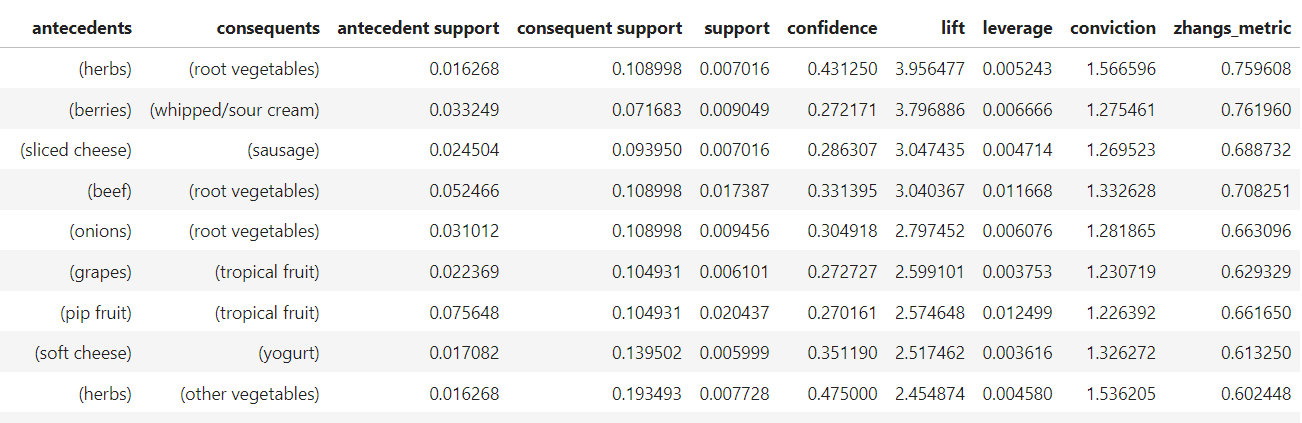 antecedents consequents antecedent support consequent support support confidence lift leverage conviction zhangs_metric
(herbs) (root vegetables) 0.016268 0.108998 0.007016 0.431250 3.956477 0.005243 1.566596 0.759608
(berries) (whipped/sour cream) 0.033249 0.071683 0.009049 0.272171 3.796886 0.006666 1.275461 0.761960
(sliced cheese) (sausage) 0.024504 0.093950 0.007016 0.286307 3.047435 0.004714 1.269523 0.688732
(beef) (root vegetables) 0.052466 0.108998 0.017387 0.331395 3.040367 0.011668 1.332628 0.708251
(onions) (root vegetables) 0.031012 0.108998 0.009456 0.304918 2.797452 0.006076 1.281865 0.663096
(grapes) (tropical fruit) 0.022369 0.104931 0.006101 0.272727 2.599101 0.003753 1.230719 0.629329
(pip fruit) (tropical fruit) 0.075648 0.104931 0.020437 0.270161 2.574648 0.012499 1.226392 0.661650
(soft cheese) (yogurt) 0.017082 0.139502 0.005999 0.351190 2.517462 0.003616 1.326272 0.613250
(herbs) (other vegetables) 0.016268 0.193493 0.007728 0.475000 2.454874 0.004580 1.536205 0.602448